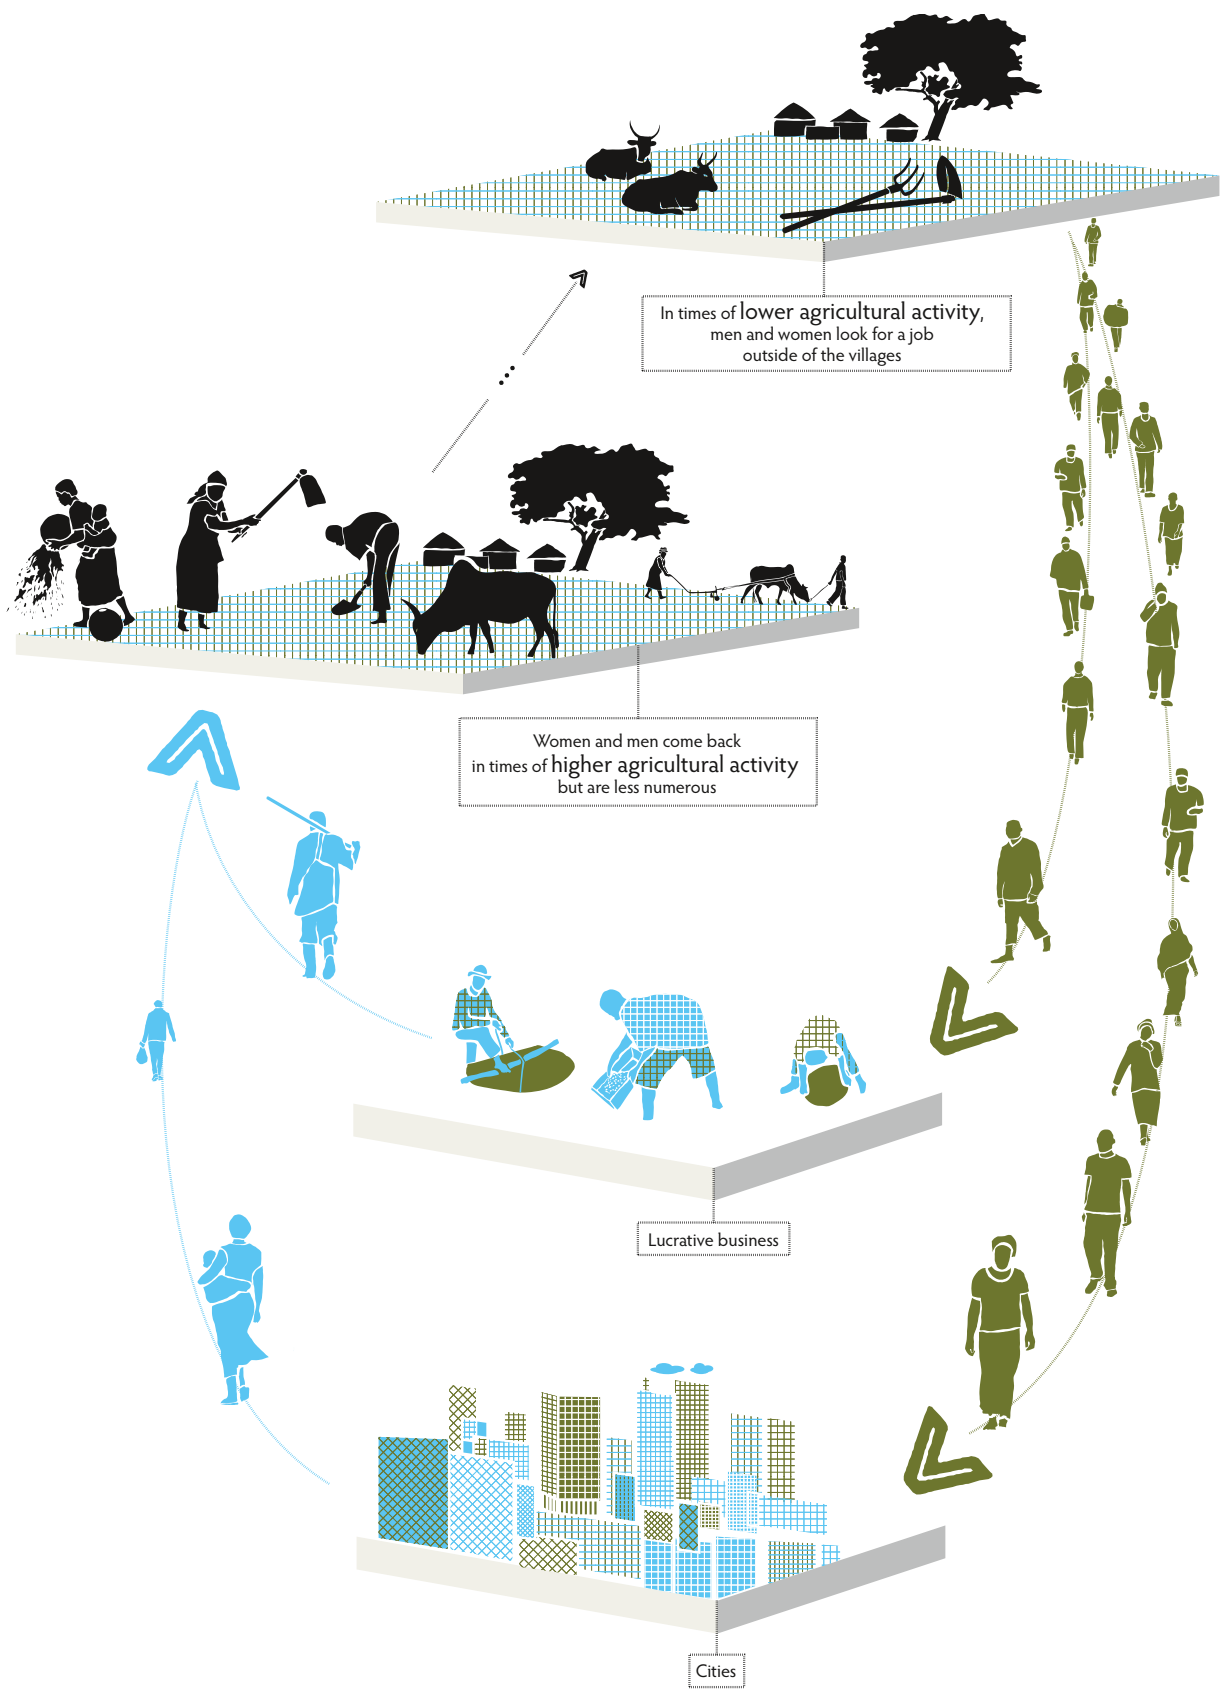 In times of lower agricultural activity,
men and women look for a job
outside of the villages
Women and men come back
in times of higher agricultural activity
but are less numerous
Lucrative business
Cities